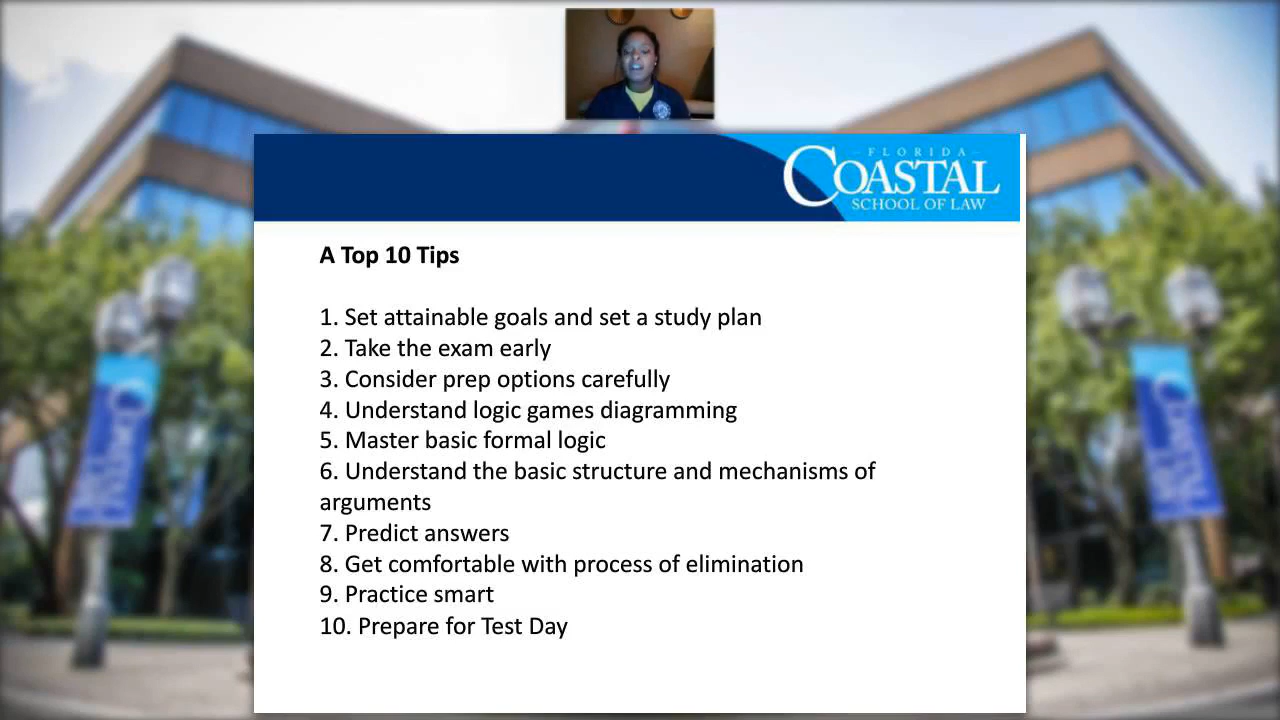 FLORIDA
COASTAL
SCHOOL OF LAW
A Top 10 Tips
1. Set attainable goals and set a study plan
2. Take the exam early
3. Consider prep options carefully
4. Understand logic games diagramming
5. Master basic formal logic
6. Understand the basic structure and mechanisms of
arguments
7. Predict answers
8. Get comfortable with process of elimination
9. Practice smart
10. Prepare for Test Day